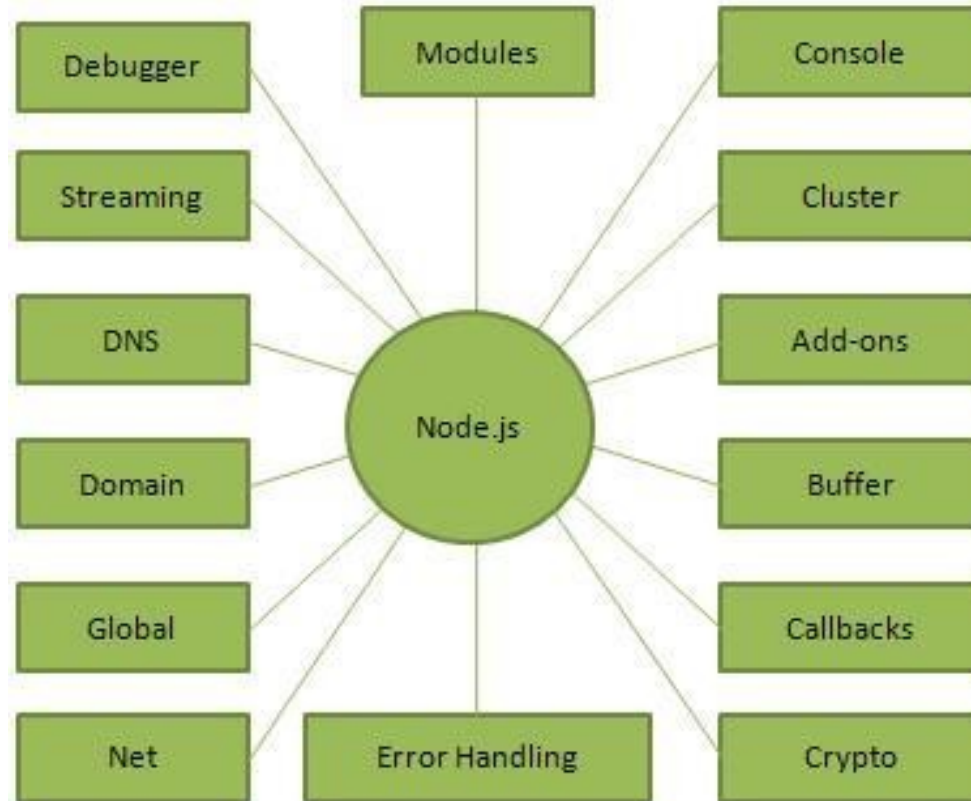 Debugger
Modules
Console
Streaming
Cluster
DNS
Add-ons
Node.js
Domain
Buffer
Global
Callbacks
Net
Error Handling
Crypto